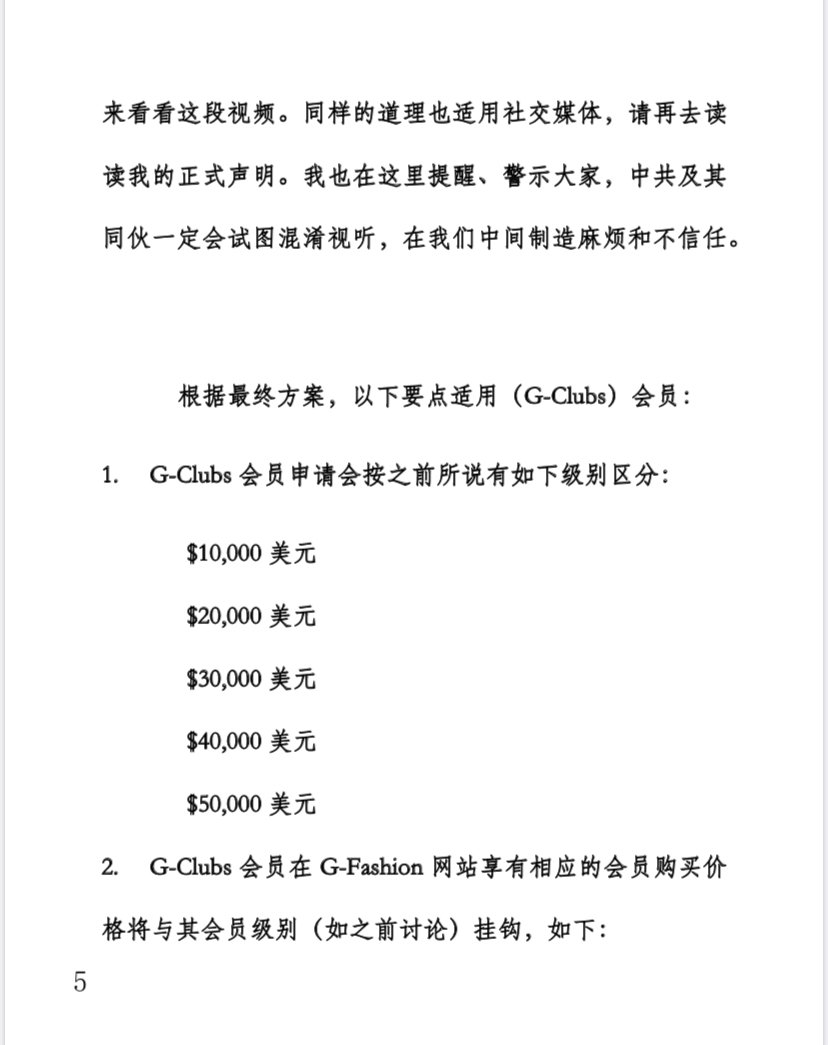 来看看这段视频。同样的道理也适用社交媒体，请再去读
读我的正式声明。我也在这里提醒、警示大家，中共及其
同伙一定会试图混淆视听，在我们中间制造麻烦和不信任。
根据最终方案，以下要点适用（G-Clubs）会员：
1. G-Clubs 会员申请会按之前所说有如下级别区分：
$10,000 美元
$20,000 美元
$30,000 美元
$40,000 美元
$50,000 美元
2. G-Clubs 会员在 G-Fashion 网站享有相应的会员购买价
格将与其会员级别（如之前讨论）挂钩，如下：
5